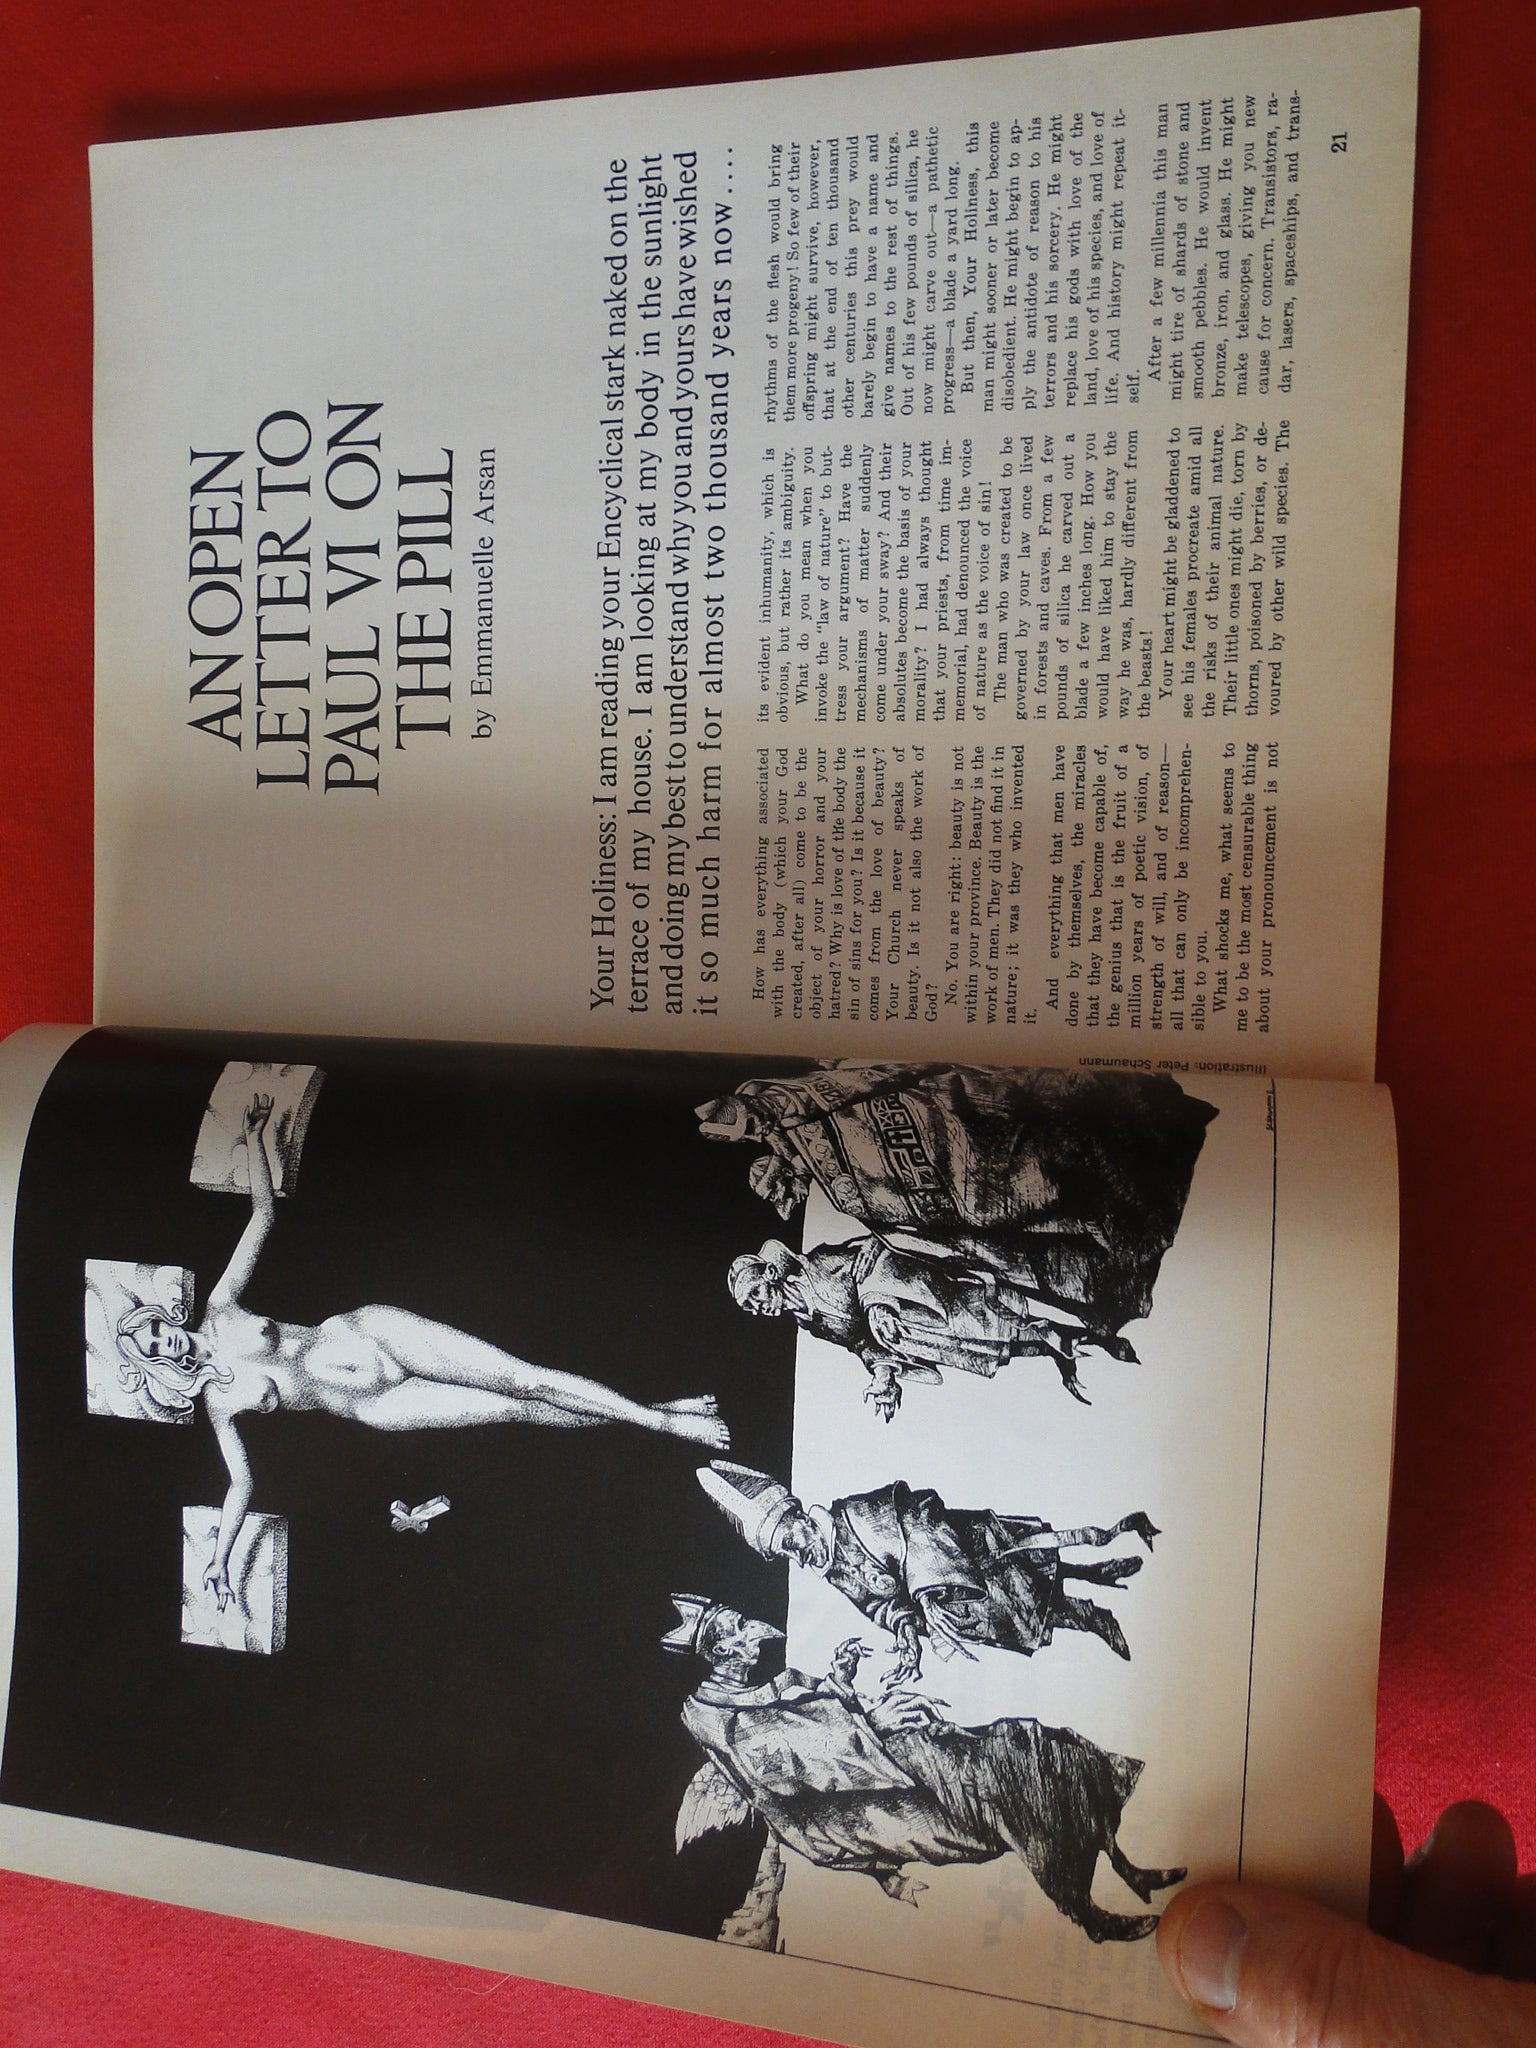 AN OPEN
LETTER TO
PAUL VI ON
THE PILL
by Emmanuelle Arsan
Your Holiness: I am reading your Encyclical stark naked on the
terrace of my house. I am looking at my body in the sunlight
and doing my best to understand why you and yours have wished
it so much harm for almost two thousand years now....
How has everything associated
with the body (which your God
created, after all) come to be the
object of your horror and your
hatred? Why is love of the body the
sin of sins for you? Is it because it
comes from the love of beauty?
Your Church never speaks of
beauty. Is it not also the work of
God?
No. You are right: beauty is not
within your province. Beauty is the
work of men. They did not find it in
nature; it was they who invented
it.
And everything that men have
done by themselves, the miracles
that they have become capable of,
the genius that is the fruit of a
million years of poetic vision, of
strength of will, and of reason—
all that can only be incomprehen-
sible to you.
What shocks me, what seems to
me to be the most censurable thing
about your pronouncement is not
its evident inhumanity, which is
obvious, but rather its ambiguity.
What do you mean when you
invoke the "law of nature" to but-
tress your argument? Have the
mechanisms of matter suddenly
come under your sway? And their
absolutes become the basis of your
morality? I had always thought
that your priests, from time im-
memorial, had denounced the voice
of nature as the voice of sin!
The man who was created to be
governed by your law once lived
in forests and caves. From a few
pounds of silica he carved out a
blade a few inches long. How you
would have liked him to stay the
way he was, hardly different from
the beasts!
Your heart might be gladdened to
see his females procreate amid all
the risks of their animal nature.
Their little ones might die, torn by
thorns, poisoned by berries, or de-
voured by other wild species. The
rhythms of the flesh would bring
them more progeny! So few of their
offspring might survive, however,
that at the end of ten thousand
other centuries this prey would
barely begin to have a name and
give names to the rest of things.
Out of his few pounds of silica, he
now might carve out—a pathetic
progress—a blade a yard long.
But then, Your Holiness, this
man might sooner or later become
disobedient. He might begin to ap-
ply the antidote of reason to his
terrors and his sorcery. He might
replace his gods with love of the
land, love of his species, and love of
life. And history might repeat it-
self.
After a few millennia this man
might tire of shards of stone and
smooth pebbles. He would invent
bronze, iron, and glass. He might
make telescopes, giving you new
cause for concern. Transistors, ra-
dar, lasers, spaceships, and trans-
21
Illustration: Peter Schaumann